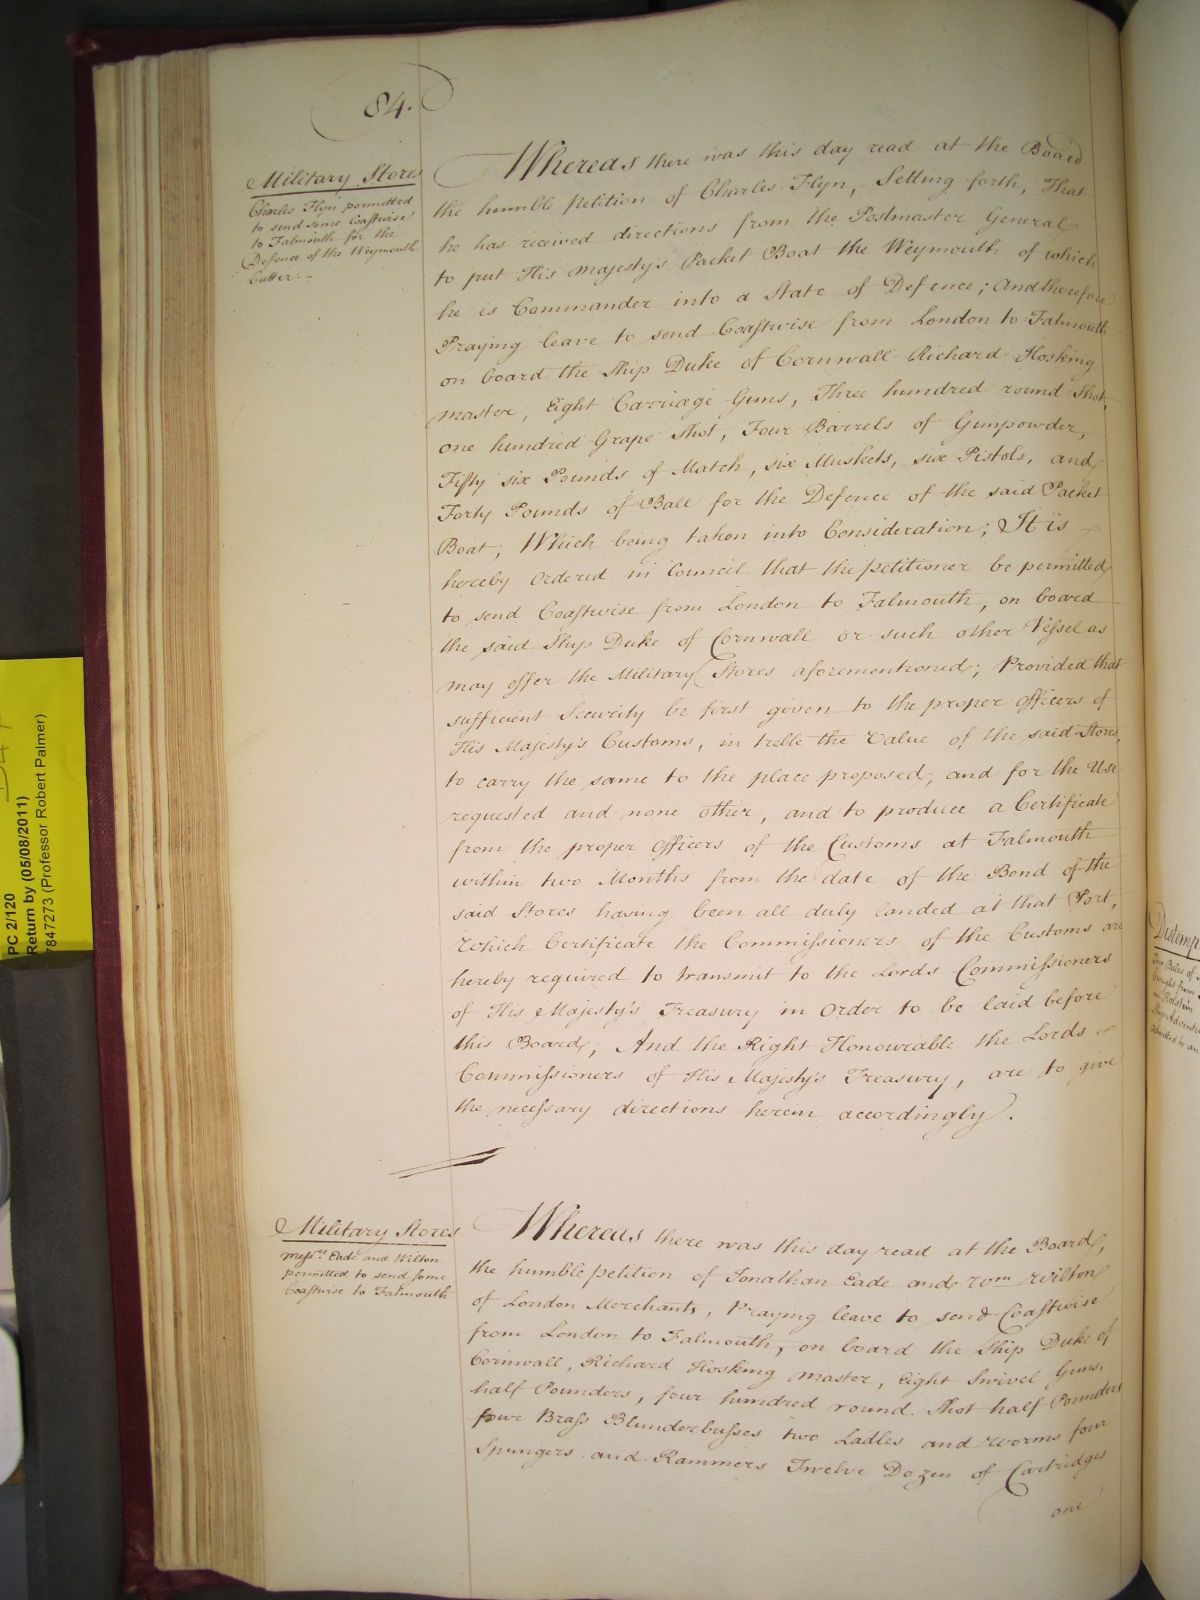 84.
Military Stores
Charles Flyn permitted
to send some Coastwise
to Falmouth for the
Defence of the Weymouth
Cutter.
Whereas there was this day read at the Board
the humble Petition of Charles Flyn, Setting forth, That
he has received directions from the Postmaster General
to put His Majesty's Packet Boat the Weymouth of which
he is Commander into a State of Defence; And therefore
Praying leave to send Coastwise from London to Falmouth
on board the Ship Duke of Cornwall Richard Hosking
Master, Eight Carriage Guns, Three hundred round Shot,
one hundred Grape Shot, Four Barrels of Gunpowder,
Fifty six Pounds of Match, six Muskets, six Pistols, and
Forty Pounds of Ball for the Defence of the said Packet
Boat; Which being taken into Consideration; It is
hereby Ordered in Council that the Petitioner be permitted
to send Coastwise from London to Falmouth, on board
the said Ship Duke of Cornwall or such other Vessel as
may offer the Military Stores aforementioned; Provided that
sufficient Security be first given to the proper Officers of
His Majesty's Customs, in treble the Value of the said Stores,
to carry the same to the place proposed, and for the Use
requested and none other, and to produce a Certificate
from the proper Officers of the Customs at Falmouth
within two Months from the date of the Bond of the
said Stores having been all duly landed at that Port,
Which Certificate the Commissioners of the Customs are
hereby required to transmit to the Lords Commissioners
of His Majesty's Treasury in Order to be laid before
this Board; And the Right Honourable the Lords
Commissioners of His Majesty's Treasury, are to give
the necessary directions herein accordingly.
Military Stores
Messrs. Eade and Wilton
permitted to send some
Coastwise to Falmouth
Whereas there was this day read at the Board,
the humble Petition of Jonathan Eade and Wm Wilton
of London Merchants, Praying leave to send Coastwise
from London to Falmouth, on board the Ship Duke of
Cornwall, Richard Hosking Master, Eight Swivel Guns,
half Pounders, four hundred round Shot half Pounders
four Brass Blunderbusses two Ladles and Worms four
Spungers and Rammers Twelve Dozen of Cartridges
one
PC 2/120
Return by (05/08/2011)
7847273 (Professor Robert Palmer)